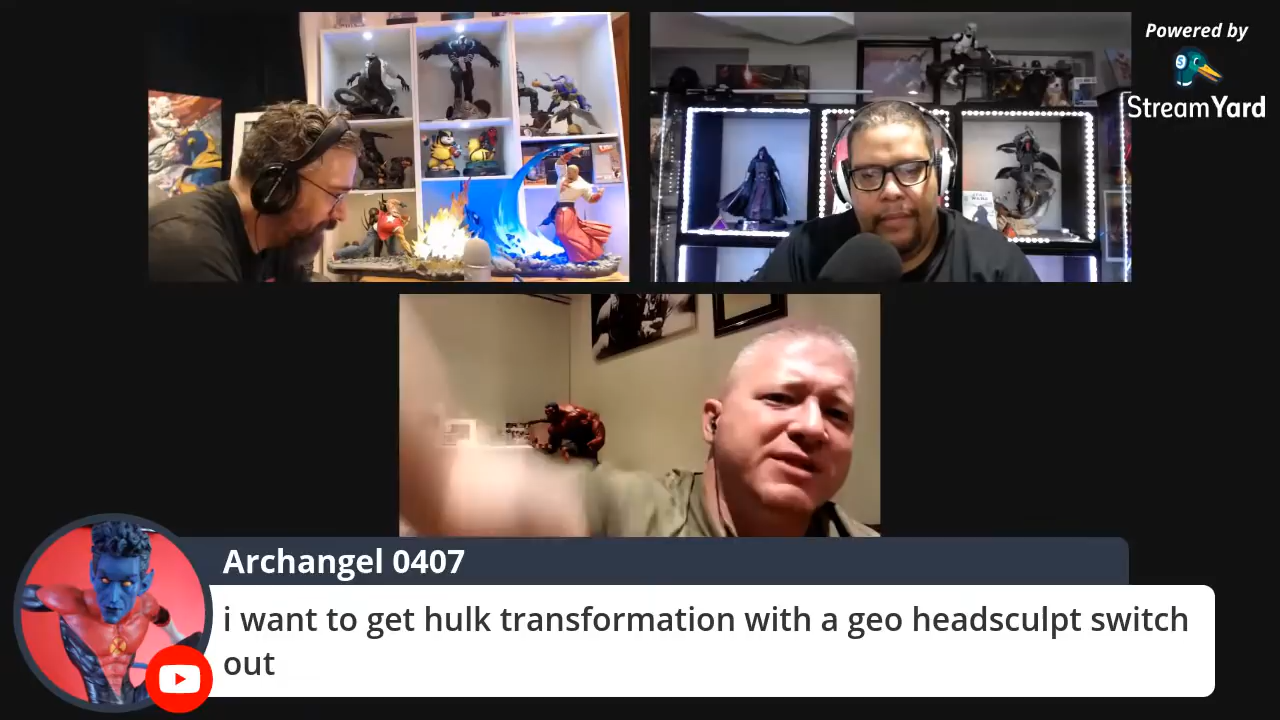 Powered by
StreamYard
Archangel 0407
i want to get hulk transformation with a geo headsculpt switch
out